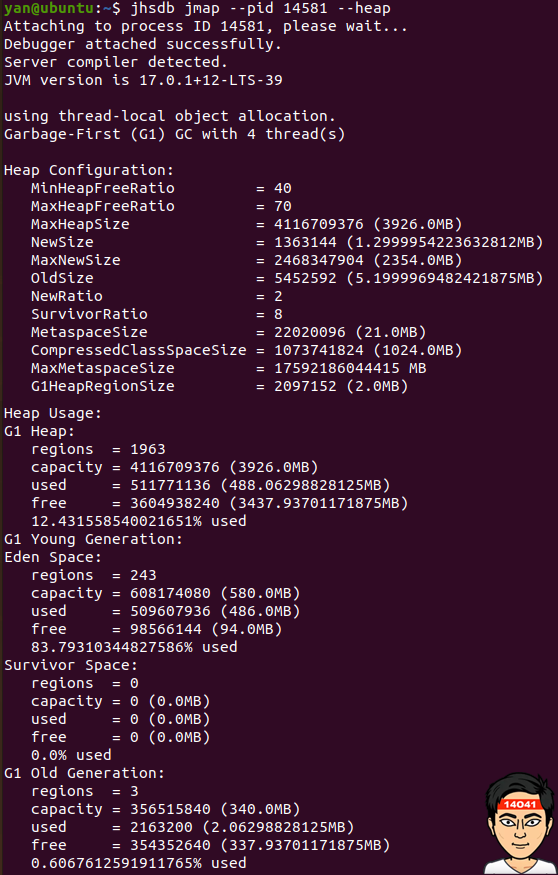 yan@ubuntu:~$ jhsdb jmap --pid 14581 --heap
Attaching to process ID 14581, please wait...
Debugger attached successfully.
Server compiler detected.
JVM version is 17.0.1+12-LTS-39
using thread-local object allocation.
Garbage-First (G1) GC with 4 thread(s)
Heap Configuration:
MinHeapFreeRatio = 40
MaxHeapFreeRatio = 70
MaxHeapSize = 4116709376 (3926.0MB)
NewSize = 1363144 (1.2999954223632812MB)
MaxNewSize = 2468347904 (2354.0MB)
OldSize = 5452592 (5.1999969482421875MB)
NewRatio = 2
SurvivorRatio = 8
MetaspaceSize = 22020096 (21.0MB)
CompressedClassSpaceSize = 1073741824 (1024.0MB)
MaxMetaspaceSize = 17592186044415 MB
G1HeapRegionSize = 2097152 (2.0MB)
Heap Usage:
G1 Heap:
regions = 1963
capacity = 4116709376 (3926.0MB)
used = 511771136 (488.06298828125MB)
free = 3604938240 (3437.93701171875MB)
12.431558540021651% used
G1 Young Generation:
Eden Space:
regions = 243
capacity = 608174080 (580.0MB)
used = 509607936 (486.0MB)
free = 98566144 (94.0MB)
83.79310344827586% used
Survivor Space:
regions = 0
capacity = 0 (0.0MB)
used = 0 (0.0MB)
free = 0 (0.0MB)
0.0% used
G1 Old Generation:
regions = 3
capacity = 356515840 (340.0MB)
used = 2163200 (2.06298828125MB)
free = 354352640 (337.93701171875MB)
0.6067612591911765% used
14041